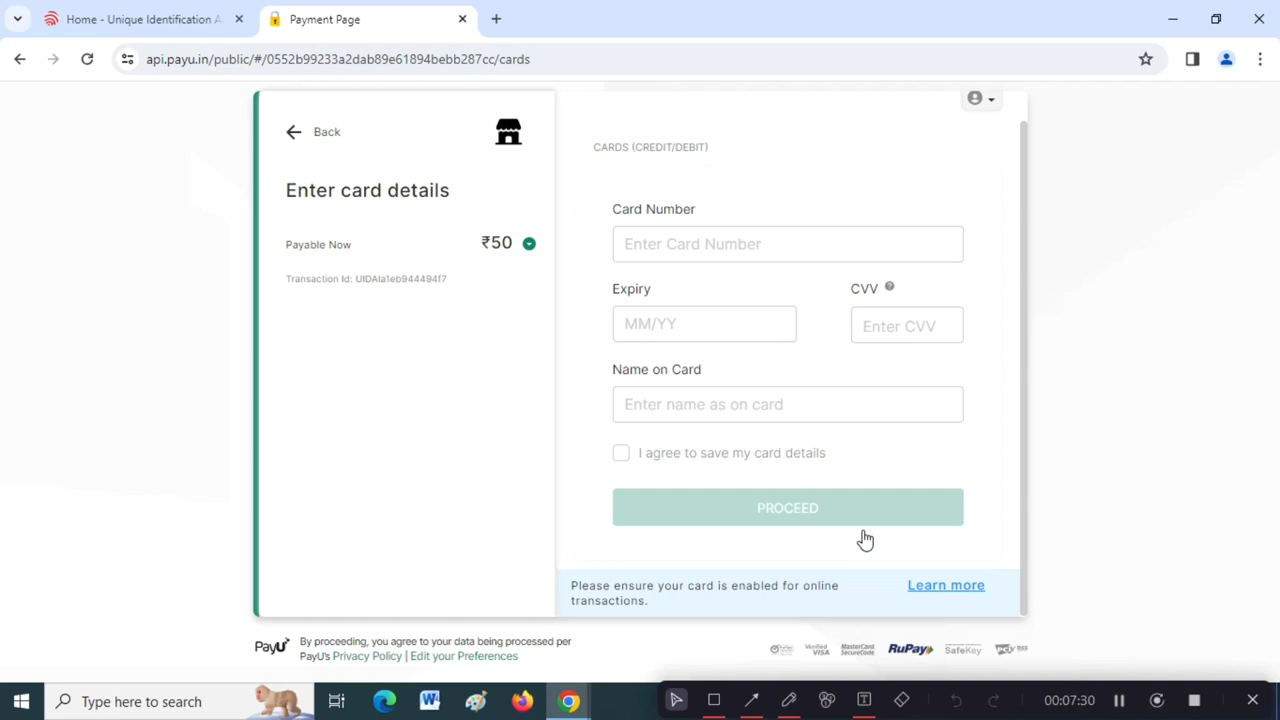 Home - Unique Identification A
Payment Page
api.payu.in/public/#/0552b99233a2dab89e61894bebb287cc/cards
Back
Enter card details
Payable Now
₹50
Transaction Id: UIDAIa1eb944494f7
CARDS (CREDIT/DEBIT)
Card Number
Enter Card Number
Expiry
CVV
MM/YY
Enter CVV
Name on Card
Enter name as on card
I agree to save my card details
PROCEED
Please ensure your card is enabled for online
transactions.
Learn more
PayU
By proceeding, you agree to your data being processed per
PayU's Privacy Policy | Edit your Preferences
Verified
VISA
MasterCard
SecureCode
RuPay
SafeKey
Type here to search
00:07:30